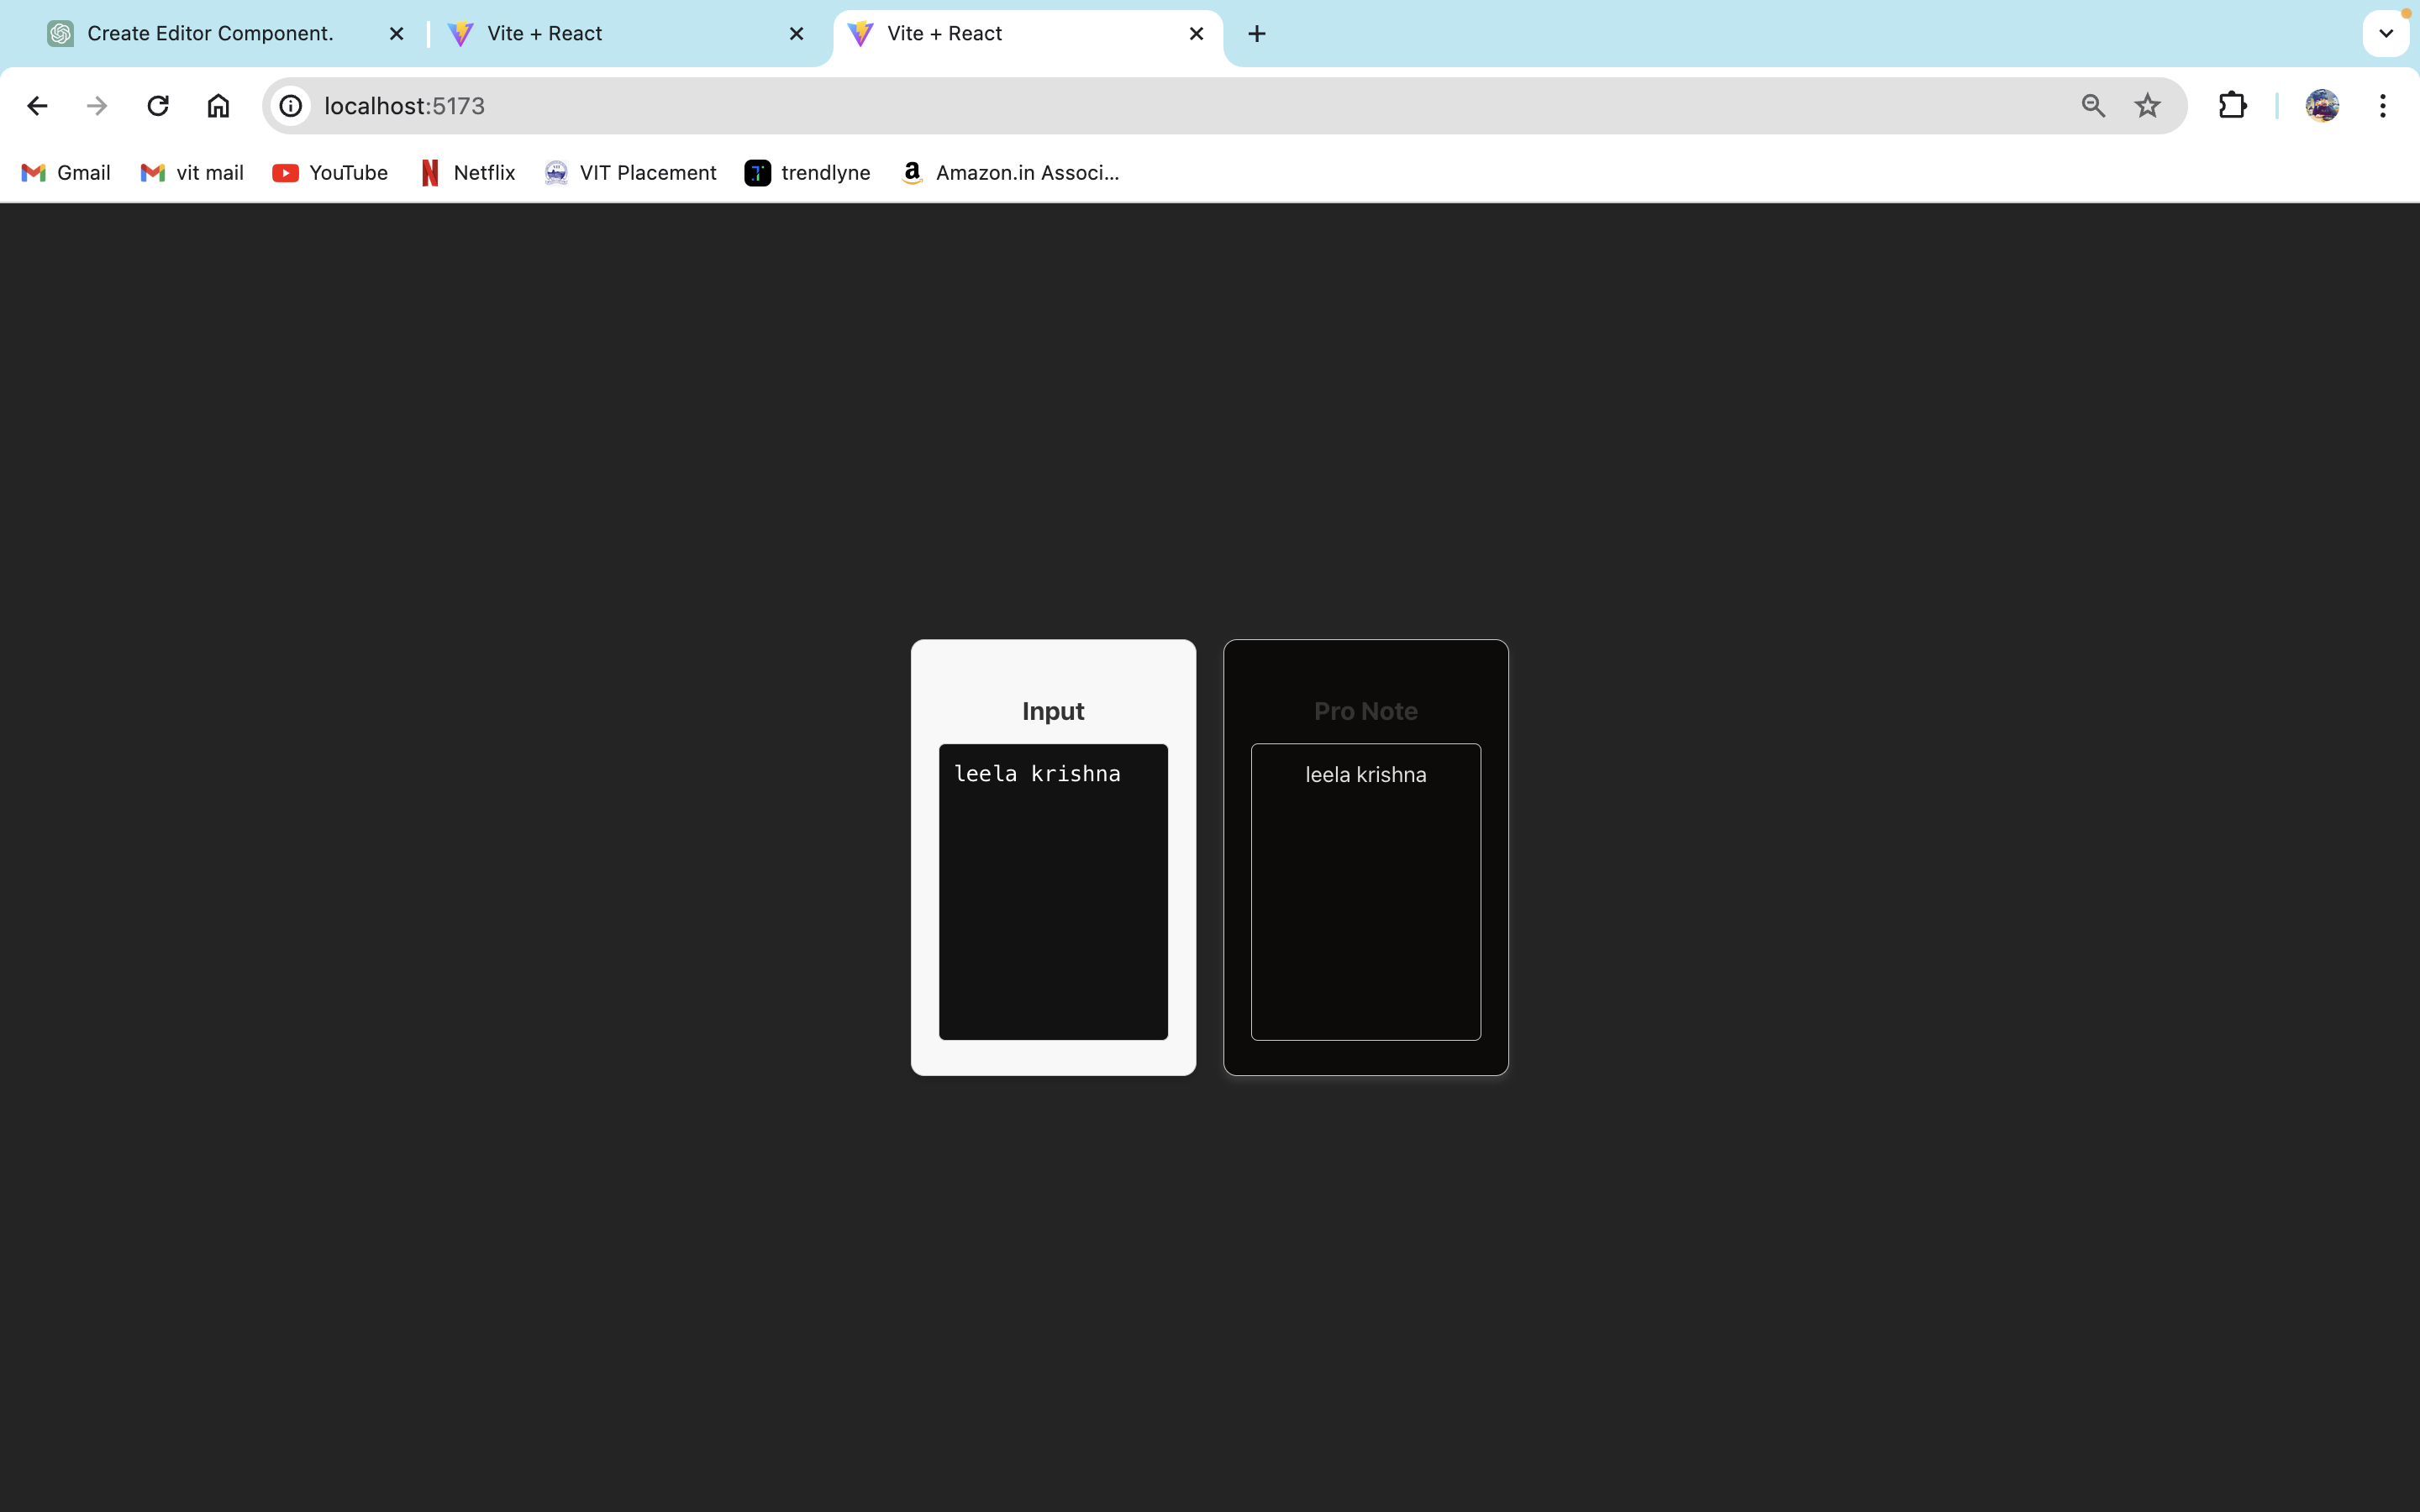 Create Editor Component.
Vite + React
Vite + React
localhost:5173
Gmail
vit mail
YouTube
Netflix
VIT Placement
trendlyne
Amazon.in Associ...
Input
Pro Note
leela krishna
leela krishna